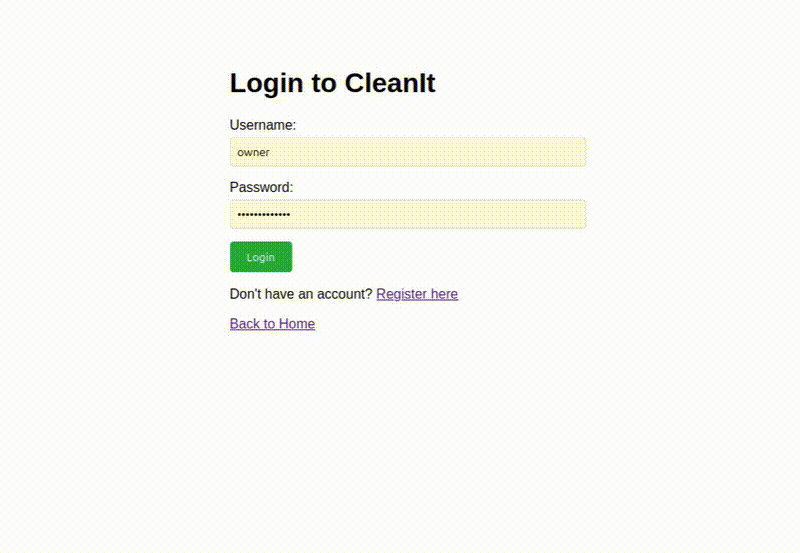 Login to CleanIt
Username:
owner
Password:
•••••••••••••
Login
Don't have an account? Register here
Back to Home